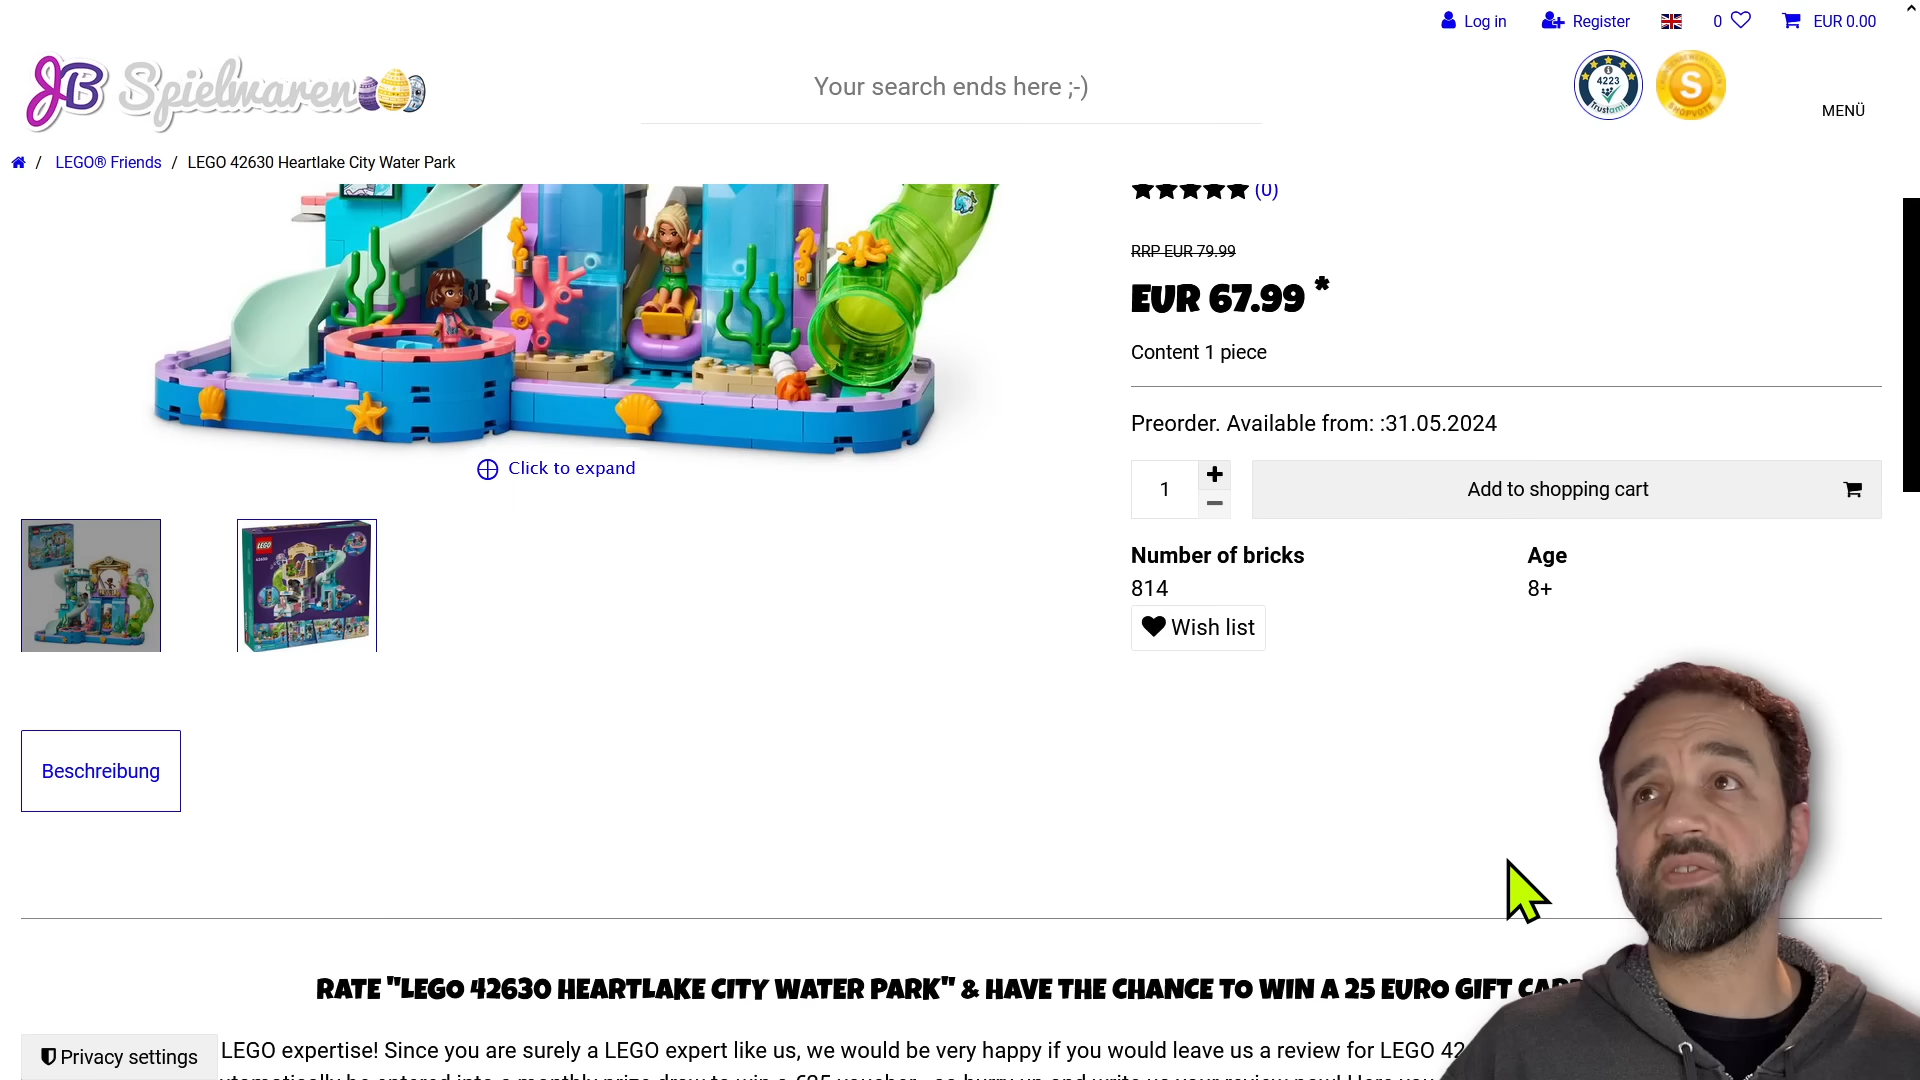 Log in
Register
0
EUR 0.00
JB Spielwaren
Your search ends here ;-)
4223
Trustami
S
SHOPVOTE
MENÜ
/ LEGO® Friends / LEGO 42630 Heartlake City Water Park
(0)
RRP EUR 79.99
EUR 67.99 *
Content 1 piece
Preorder. Available from: :31.05.2024
Click to expand
1
Add to shopping cart
LEGO
Number of bricks
Age
814
8+
Wish list
Beschreibung
RATE "LEGO 42630 HEARTLAKE CITY WATER PARK" & HAVE THE CHANCE TO WIN A 25 EURO GIFT
Privacy settings
LEGO expertise! Since you are surely a LEGO expert like us, we would be very happy if you would leave us a review for LEGO 42